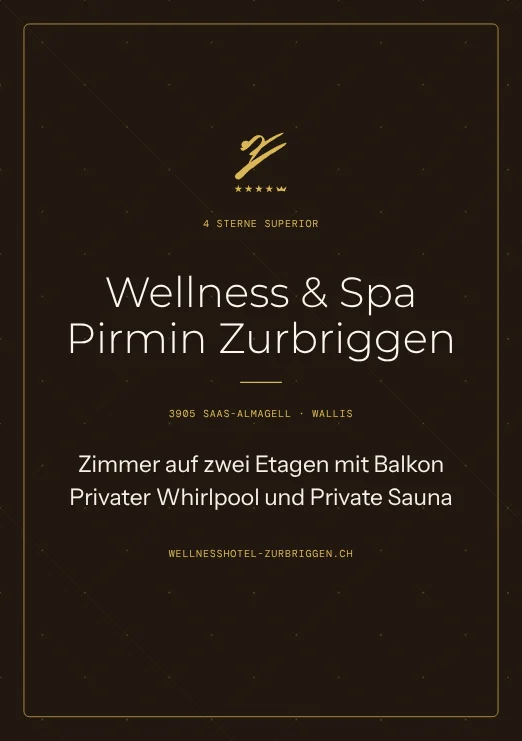 4 STERNE SUPERIOR
Wellness & Spa
Pirmin Zurbriggen
3905 SAAS-ALMAGELL · WALLIS
Zimmer auf zwei Etagen mit Balkon
Privater Whirlpool und Private Sauna
WELLNESSHOTEL-ZURBRIGGEN.CH